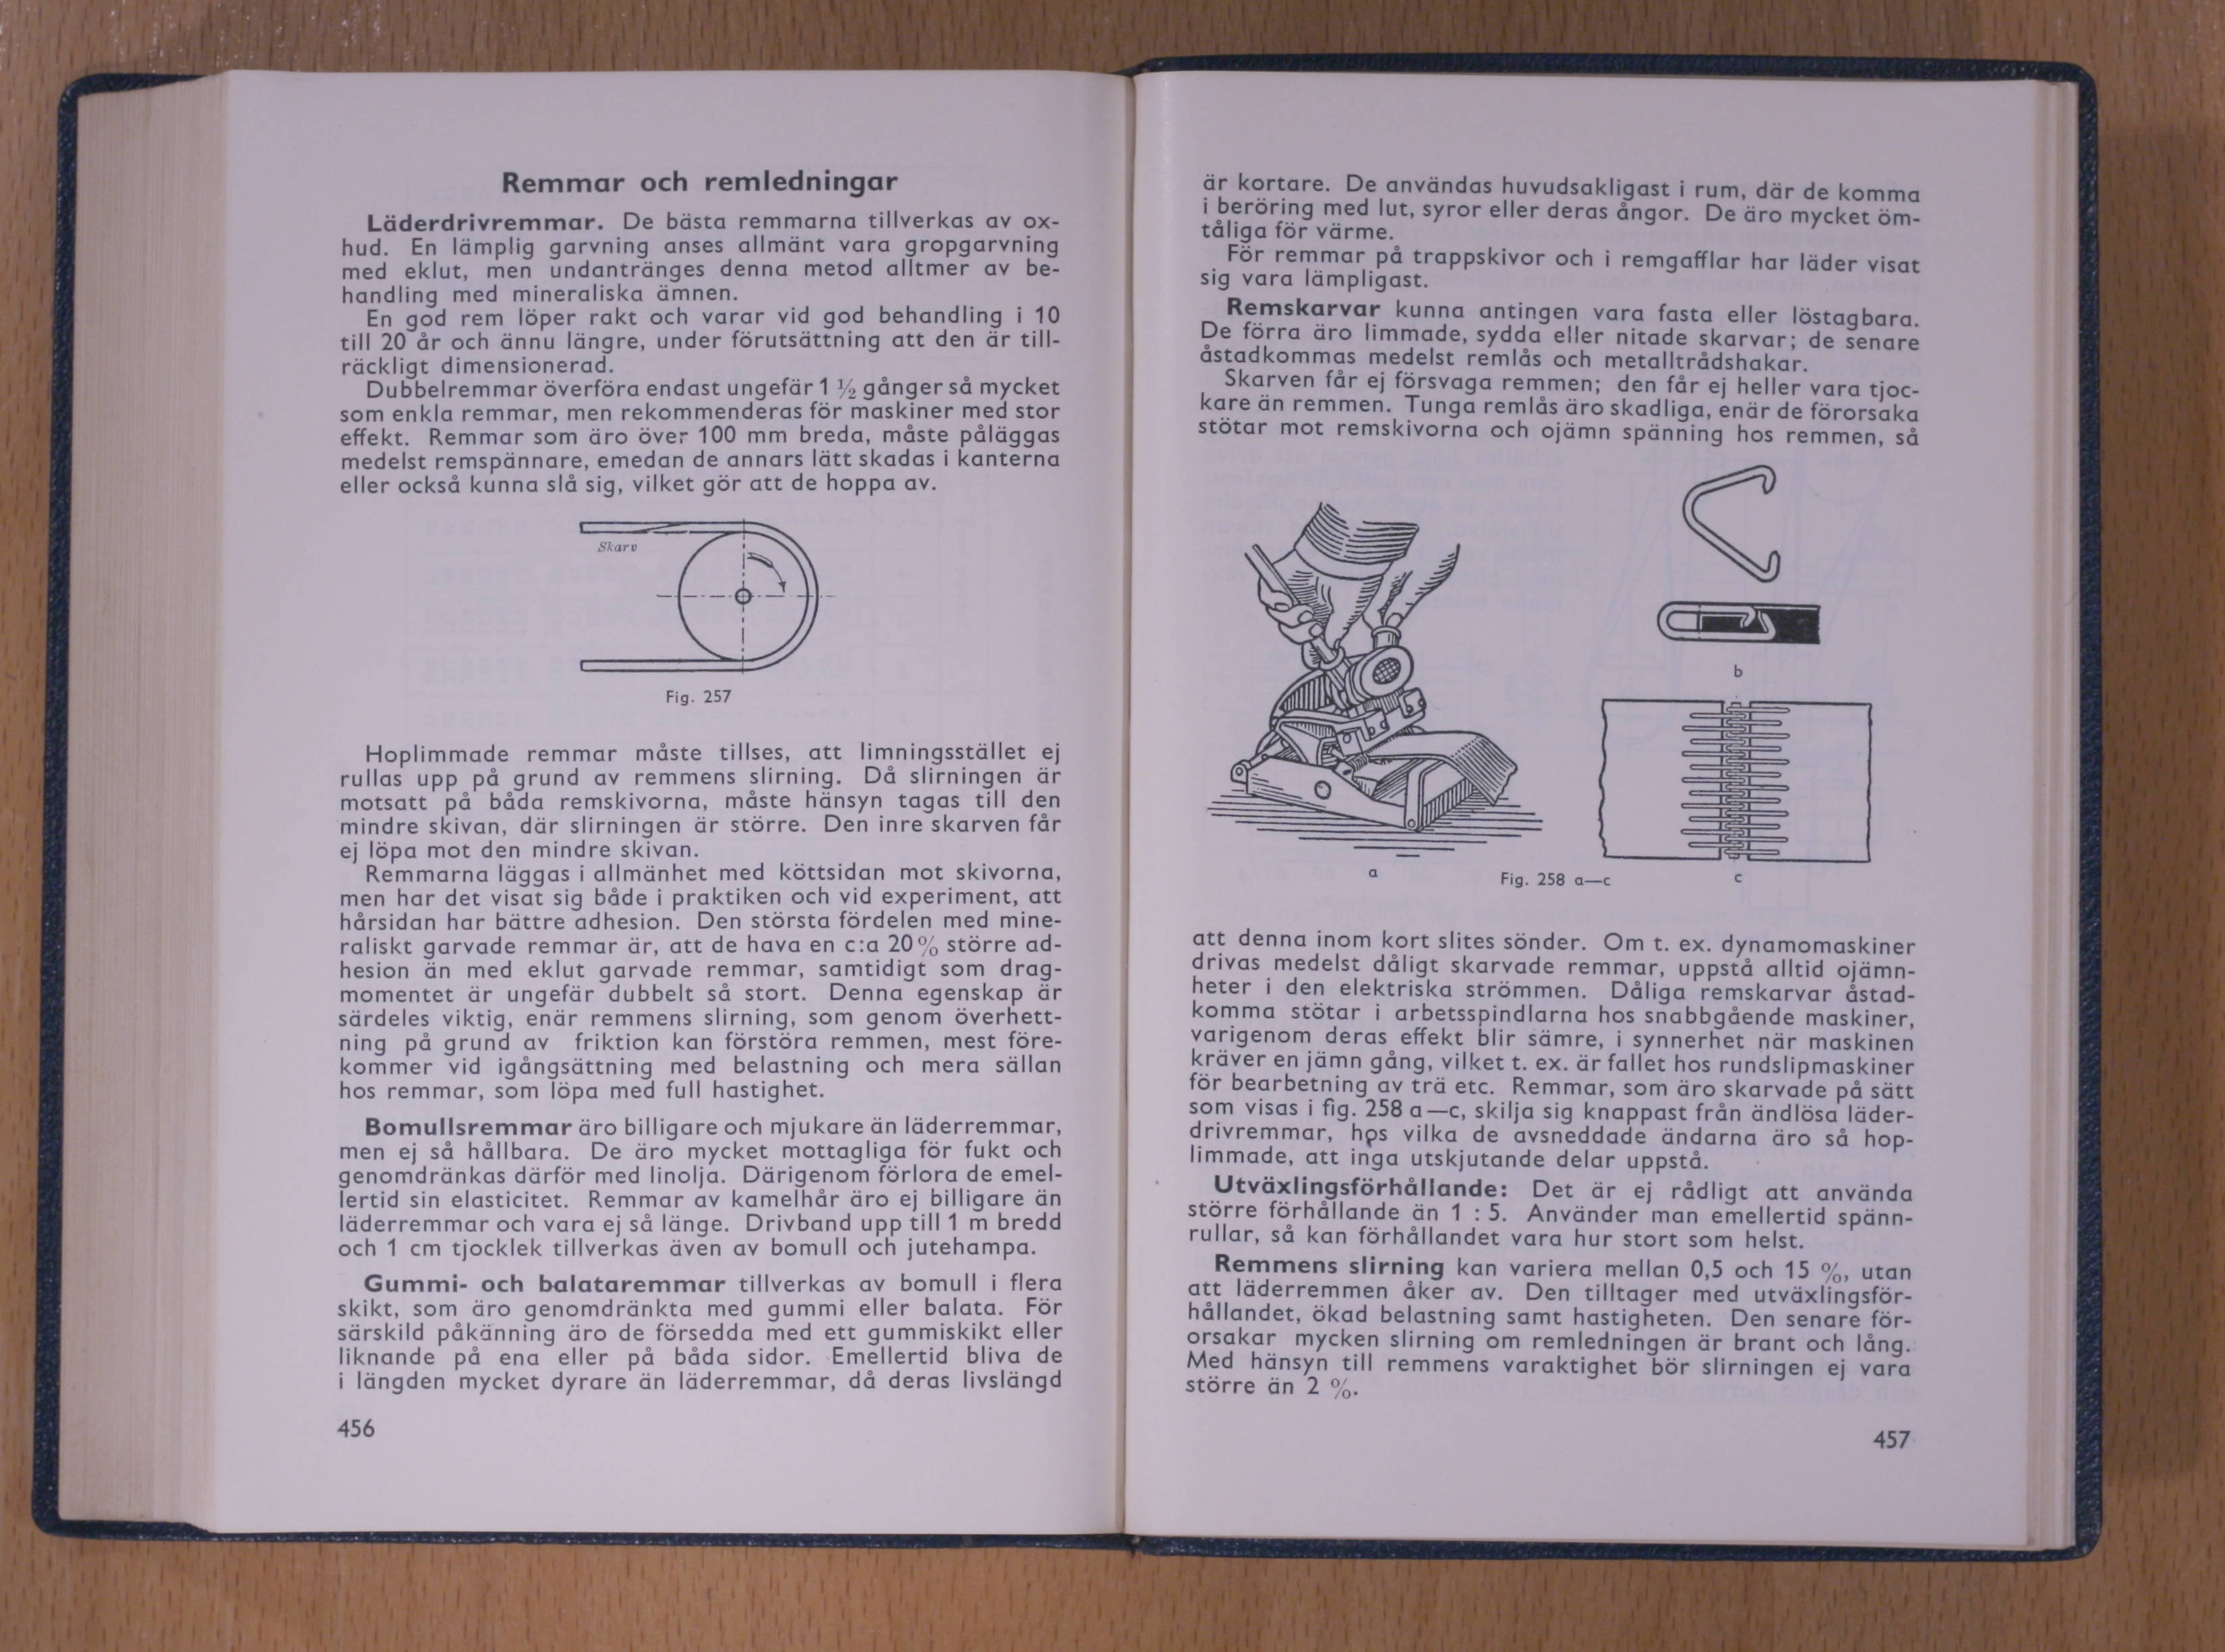 Remmar och remledningar
Läderdrivremmar. De bästa remmarna tillverkas av ox-
hud. En lämplig garvning anses allmänt vara gropgarvning
med eklut, men undantränges denna metod alltmer av be-
handling med mineraliska ämnen.
En god rem löper rakt och varar vid god behandling i 10
till 20 år och ännu längre, under förutsättning att den är till-
räckligt dimensionerad.
Dubbelremmar överföra endast ungefär 1 ½ gånger så mycket
som enkla remmar, men rekommenderas för maskiner med stor
effekt. Remmar som äro över 100 mm breda, måste påläggas
medelst remspännare, emedan de annars lätt skadas i kanterna
eller också kunna slå sig, vilket gör att de hoppa av.
Skarv
Fig. 257
Hoplimmade remmar måste tillses, att limningsstället ej
rullas upp på grund av remmens slirning. Då slirningen är
motsatt på båda remskivorna, måste hänsyn tagas till den
mindre skivan, där slirningen är större. Den inre skarven får
ej löpa mot den mindre skivan.
Remmarna läggas i allmänhet med köttsidan mot skivorna,
men har det visat sig både i praktiken och vid experiment, att
hårsidan har bättre adhesion. Den största fördelen med mine-
raliskt garvade remmar är, att de hava en c:a 20% större ad-
hesion än med eklut garvade remmar, samtidigt som drag-
momentet är ungefär dubbelt så stort. Denna egenskap är
särdeles viktig, enär remmens slirning, som genom överhett-
ning på grund av friktion kan förstöra remmen, mest före-
kommer vid igångsättning med belastning och mera sällan
hos remmar, som löpa med full hastighet.
Bomullsremmar äro billigare och mjukare än läderremmar,
men ej så hållbara. De äro mycket mottagliga för fukt och
genomdränkas därför med linolja. Därigenom förlora de emel-
lertid sin elasticitet. Remmar av kamelhår äro ej billigare än
läderremmar och vara ej så länge. Drivband upp till 1 m bredd
och 1 cm tjocklek tillverkas även av bomull och jutehampa.
Gummi- och balataremmar tillverkas av bomull i flera
skikt, som äro genomdränkta med gummi eller balata. För
särskild påkänning äro de försedda med ett gummiskikt eller
liknande på ena eller på båda sidor. Emellertid bliva de
i längden mycket dyrare än läderremmar, då deras livslängd
456
är kortare. De användas huvudsakligast i rum, där de komma
i beröring med lut, syror eller deras ångor. De äro mycket öm-
tåliga för värme.
För remmar på trappskivor och i remgafflar har läder visat
sig vara lämpligast.
Remskarvar kunna antingen vara fasta eller löstagbara.
De förra äro limmade, sydda eller nitade skarvar; de senare
åstadkommas medelst remlås och metalltrådshakar.
Skarven får ej försvaga remmen; den får ej heller vara tjoc-
kare än remmen. Tunga remlås äro skadliga, enär de förorsaka
stötar mot remskivorna och ojämn spänning hos remmen, så
b
a
Fig. 258 a—c
c
att denna inom kort slites sönder. Om t. ex. dynamomaskiner
drivas medelst dåligt skarvade remmar, uppstå alltid ojämn-
heter i den elektriska strömmen. Dåliga remskarvar åstad-
komma stötar i arbetsspindlarna hos snabbgående maskiner,
varigenom deras effekt blir sämre, i synnerhet när maskinen
kräver en jämn gång, vilket t. ex. är fallet hos rundslipmaskiner
för bearbetning av trä etc. Remmar, som äro skarvade på sätt
som visas i fig. 258 a—c, skilja sig knappast från ändlösa läder-
drivremmar, hos vilka de avsneddade ändarna äro så hop-
limmade, att inga utskjutande delar uppstå.
Utväxlingsförhållande: Det är ej rådligt att använda
större förhållande än 1 : 5. Använder man emellertid spänn-
rullar, så kan förhållandet vara hur stort som helst.
Remmens slirning kan variera mellan 0,5 och 15 %, utan
att läderremmen åker av. Den tilltager med utväxlingsför-
hållandet, ökad belastning samt hastigheten. Den senare för-
orsakar mycken slirning om remledningen är brant och lång.
Med hänsyn till remmens varaktighet bör slirningen ej vara
större än 2 %.
457